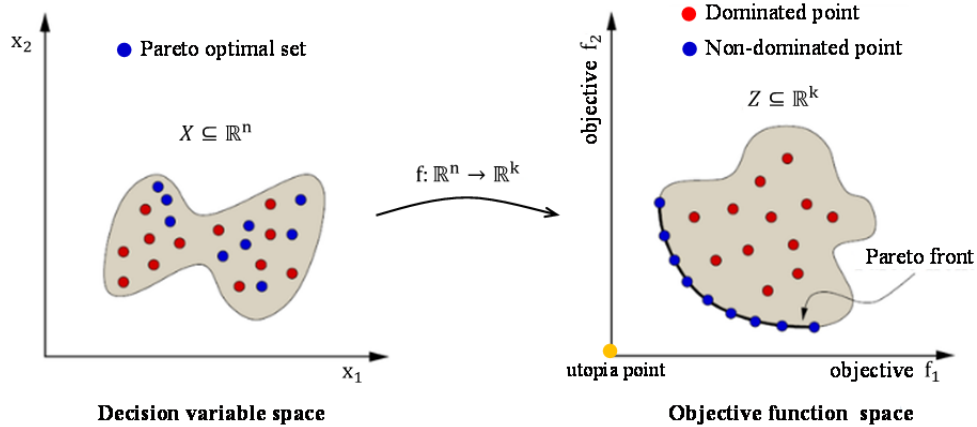 x₂
Pareto optimal set
X ⊆ ℝⁿ
x₁
Decision variable space
f: ℝⁿ → ℝᵏ
Dominated point
Non-dominated point
objective f₂
Z ⊆ ℝᵏ
Pareto front
utopia point
objective f₁
Objective function space